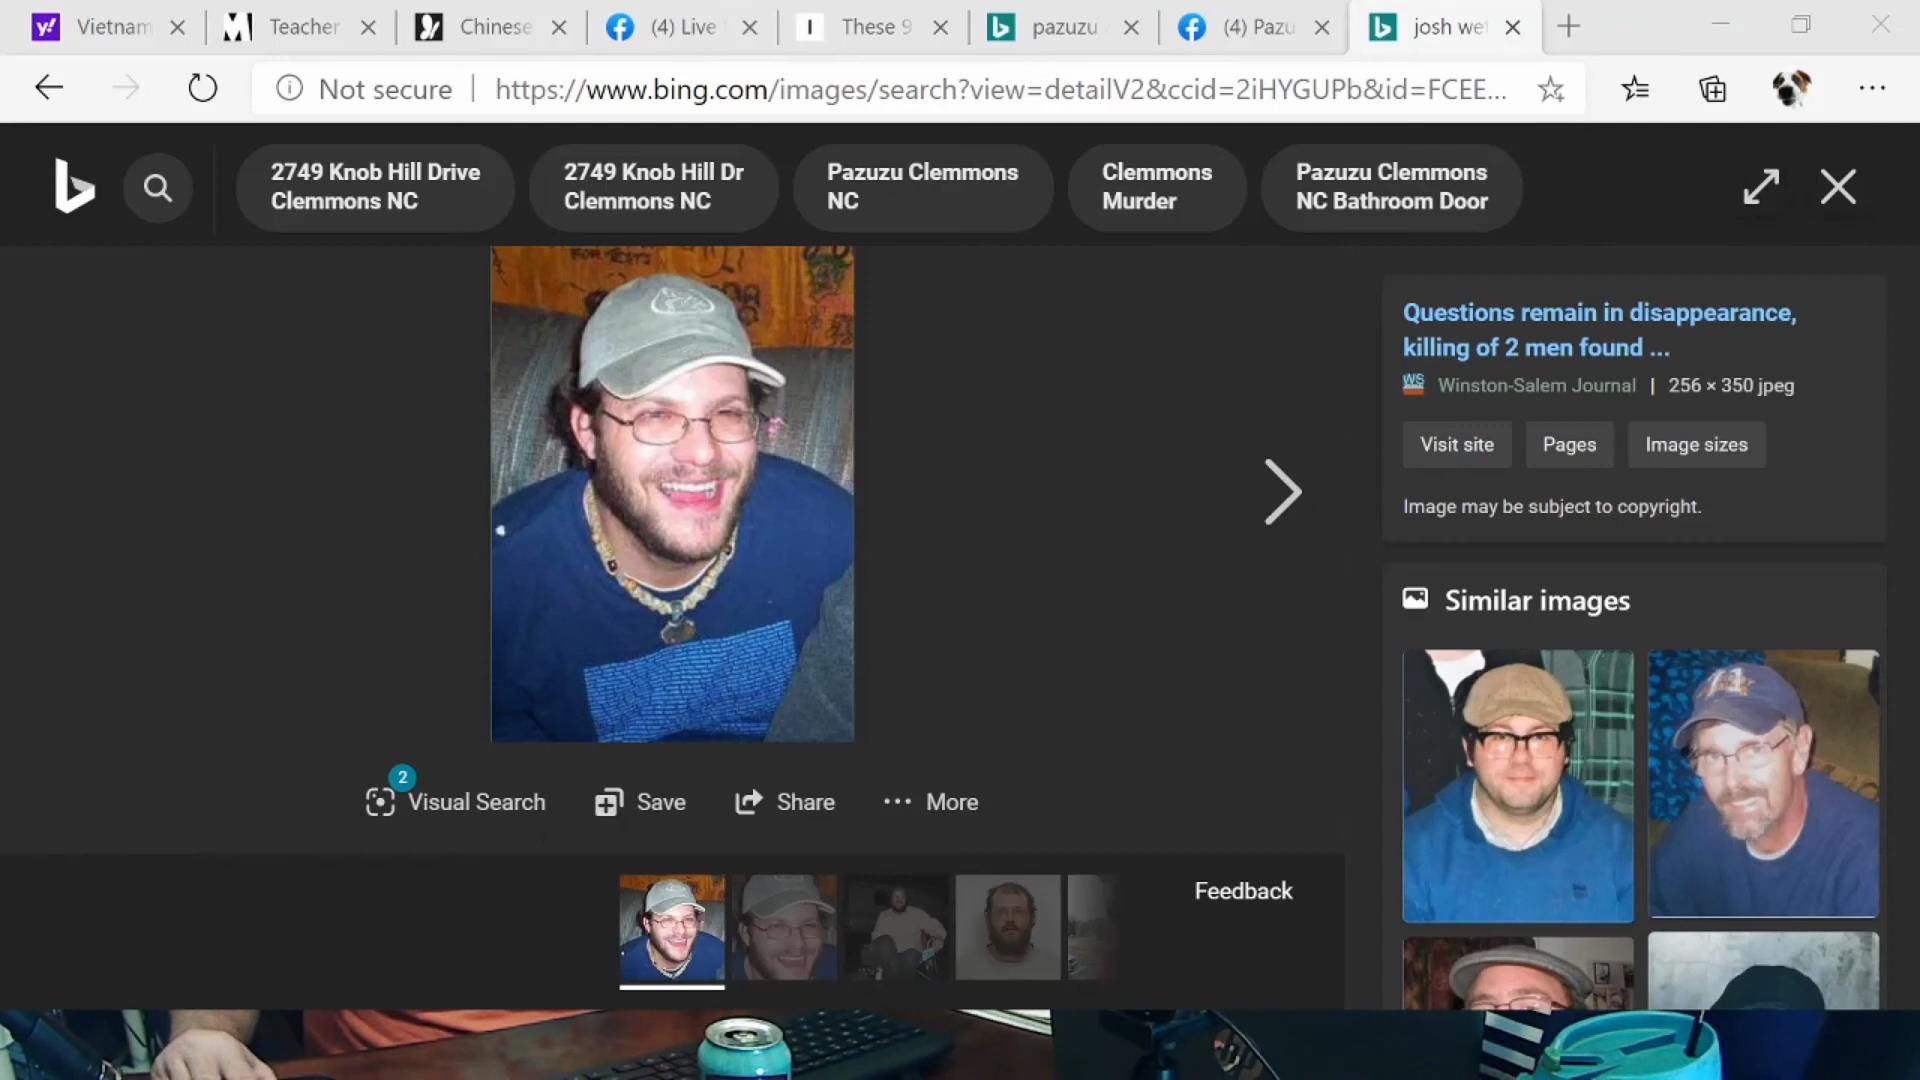 Vietnam
Teacher
Chinese
(4) Live
These 9
pazuzu
(4) Pazu
josh we
Not secure
https://www.bing.com/images/search?view=detailV2&ccid=2iHYGUPb&id=FCEE...
2749 Knob Hill Drive
Clemmons NC
2749 Knob Hill Dr
Clemmons NC
Pazuzu Clemmons
NC
Clemmons
Murder
Pazuzu Clemmons
NC Bathroom Door
Questions remain in disappearance,
killing of 2 men found ...
WS
Winston-Salem Journal | 256 × 350 jpeg
Visit site
Pages
Image sizes
Image may be subject to copyright.
Similar images
2
Visual Search
Save
Share
More
Feedback